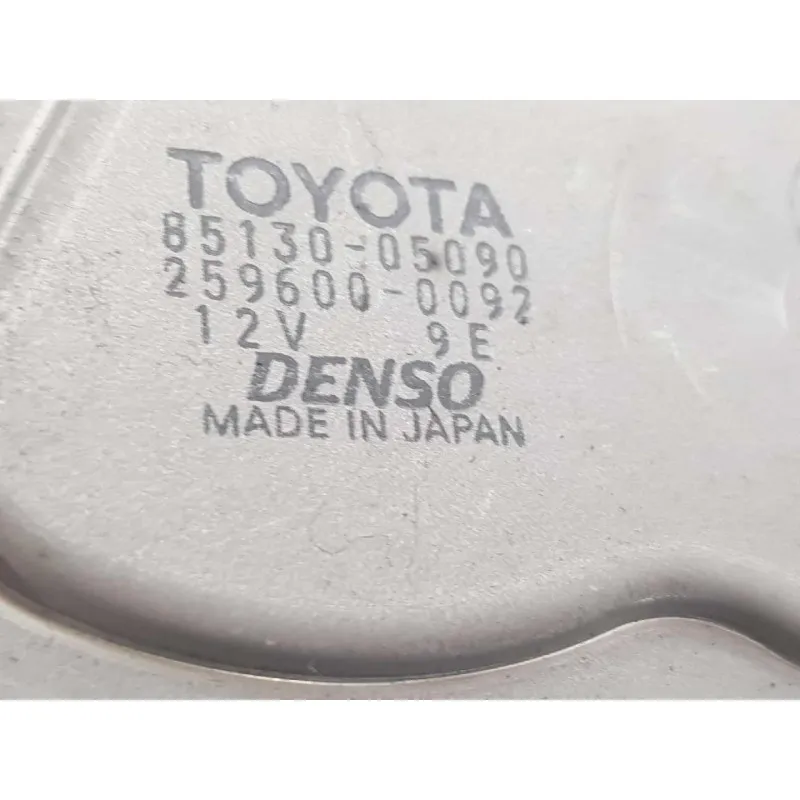 TOYOTA
85130-05090
259600-0092
12V 9E
DENSO
MADE IN JAPAN